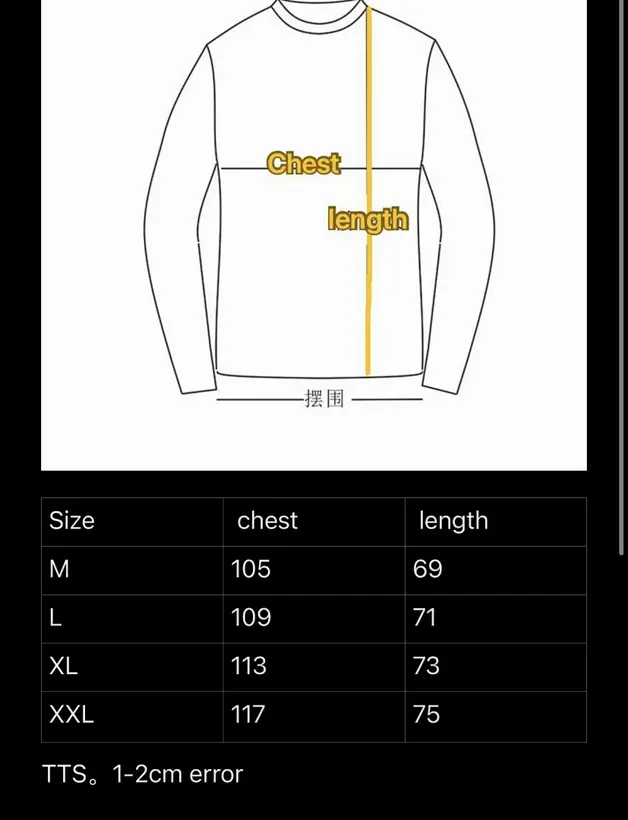 Chest
length
摆围
Size chest length
M 105 69
L 109 71
XL 113 73
XXL 117 75
TTS。1-2cm error